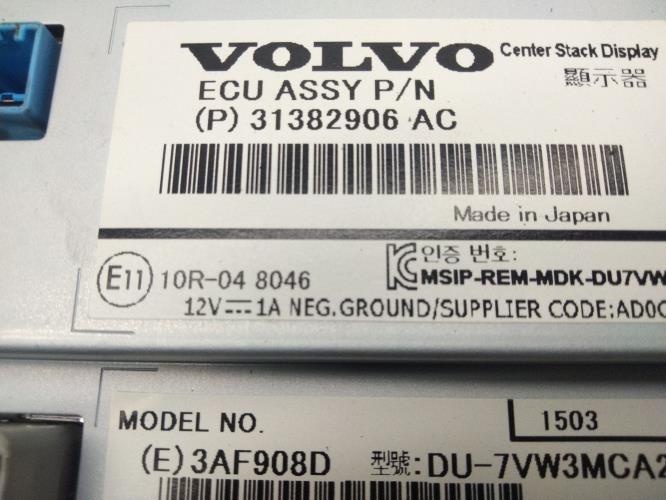 VOLVO Center Stack Display
顯示器
ECU ASSY P/N
(P) 31382906 AC
Made in Japan
E11 10R-04 8046
인증 번호:
MSIP-REM-MDK-DU7VW
12V⎓1A NEG.GROUND/SUPPLIER CODE:AD0C
MODEL NO.
1503
(E)3AF908D 型號:DU-7VW3MCA2